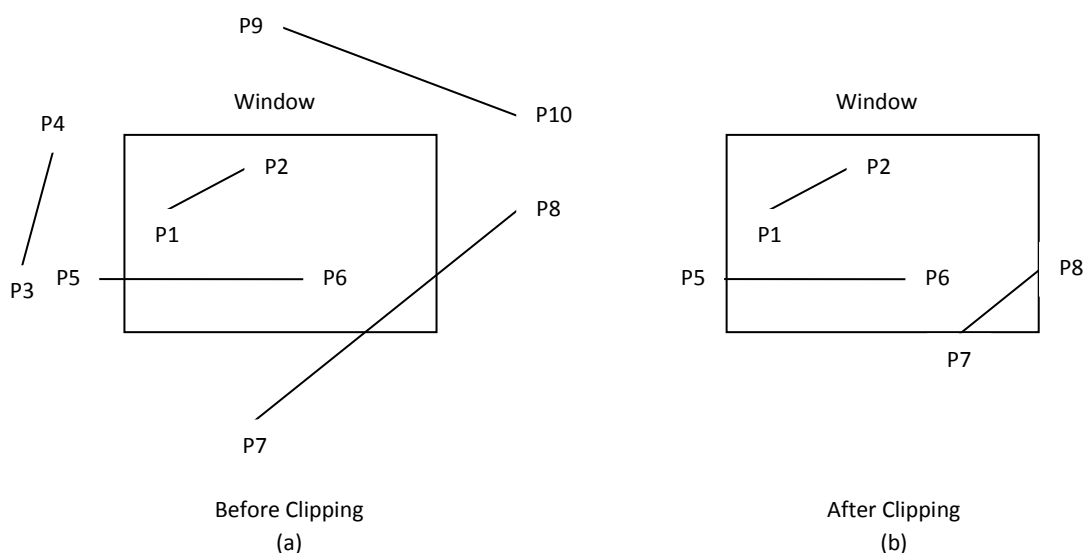 P9
P10
Window
P4
P2
P8
P1
P3
P5
P6
P7
Before Clipping
(a)
Window
P2
P1
P8
P5
P6
P7
After Clipping
(b)